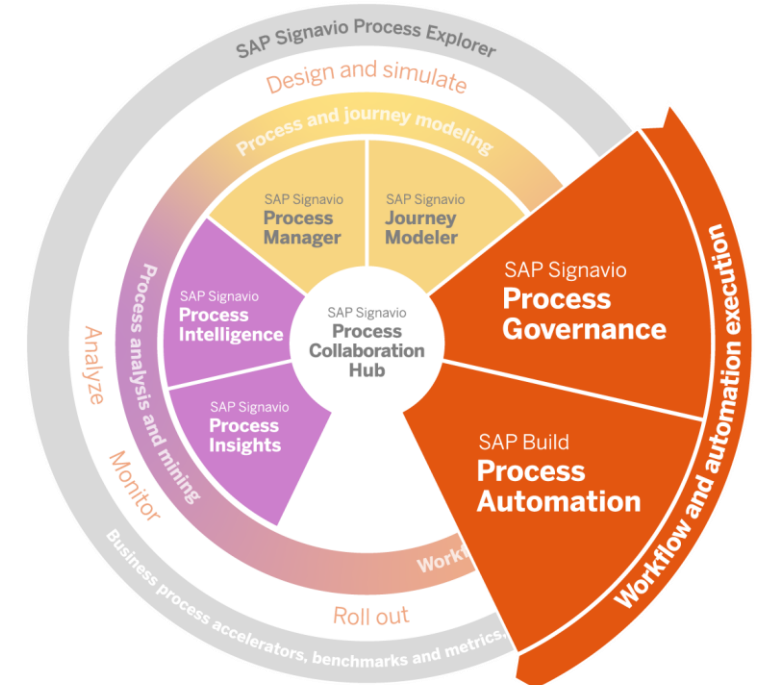 SAP Signavio Process Explorer
Design and simulate
Process and journey modeling
SAP Signavio
Process
Manager
SAP Signavio
Journey
Modeler
SAP Signavio
Process
Governance
SAP Signavio
Process
Intelligence
SAP Signavio
Process
Collaboration
Hub
SAP Signavio
Process
Insights
SAP Build
Process
Automation
Workflow and automation execution
Process analysis and mining
Analyze
Monitor
Roll out
Business process accelerators, benchmarks and metrics,